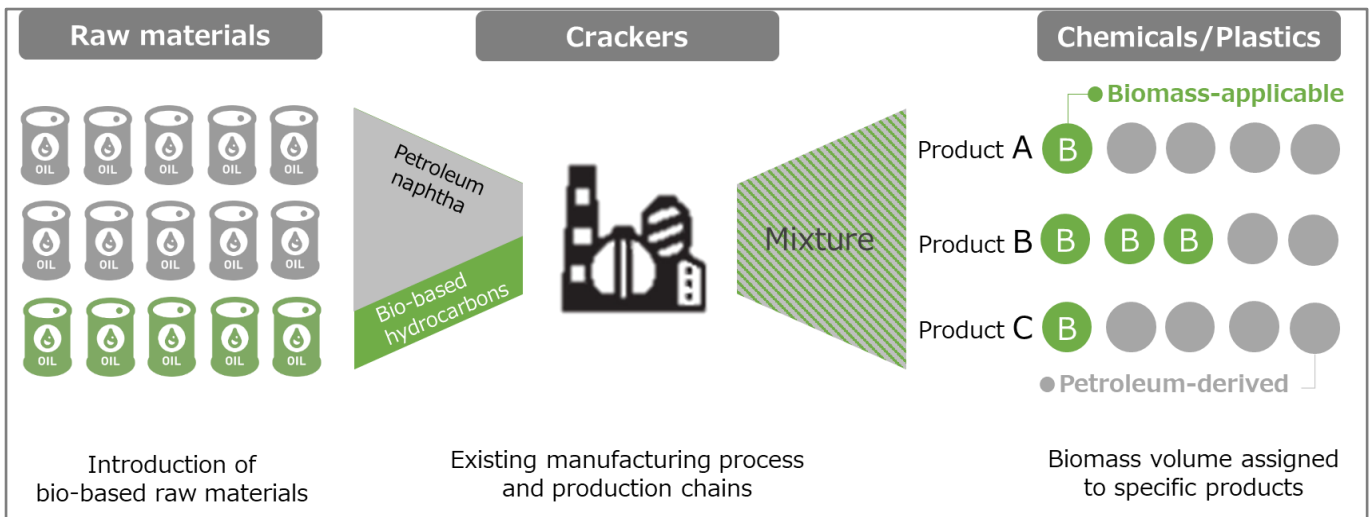 Raw materials
Crackers
Chemicals/Plastics
Biomass-applicable
OIL OIL OIL OIL OIL
Petroleum
naphtha
Product A B
OIL OIL OIL OIL OIL
Mixture
Product B B B B
Bio-based
hydrocarbons
OIL OIL OIL OIL OIL
Product C B
Petroleum-derived
Introduction of
bio-based raw materials
Existing manufacturing process
and production chains
Biomass volume assigned
to specific products